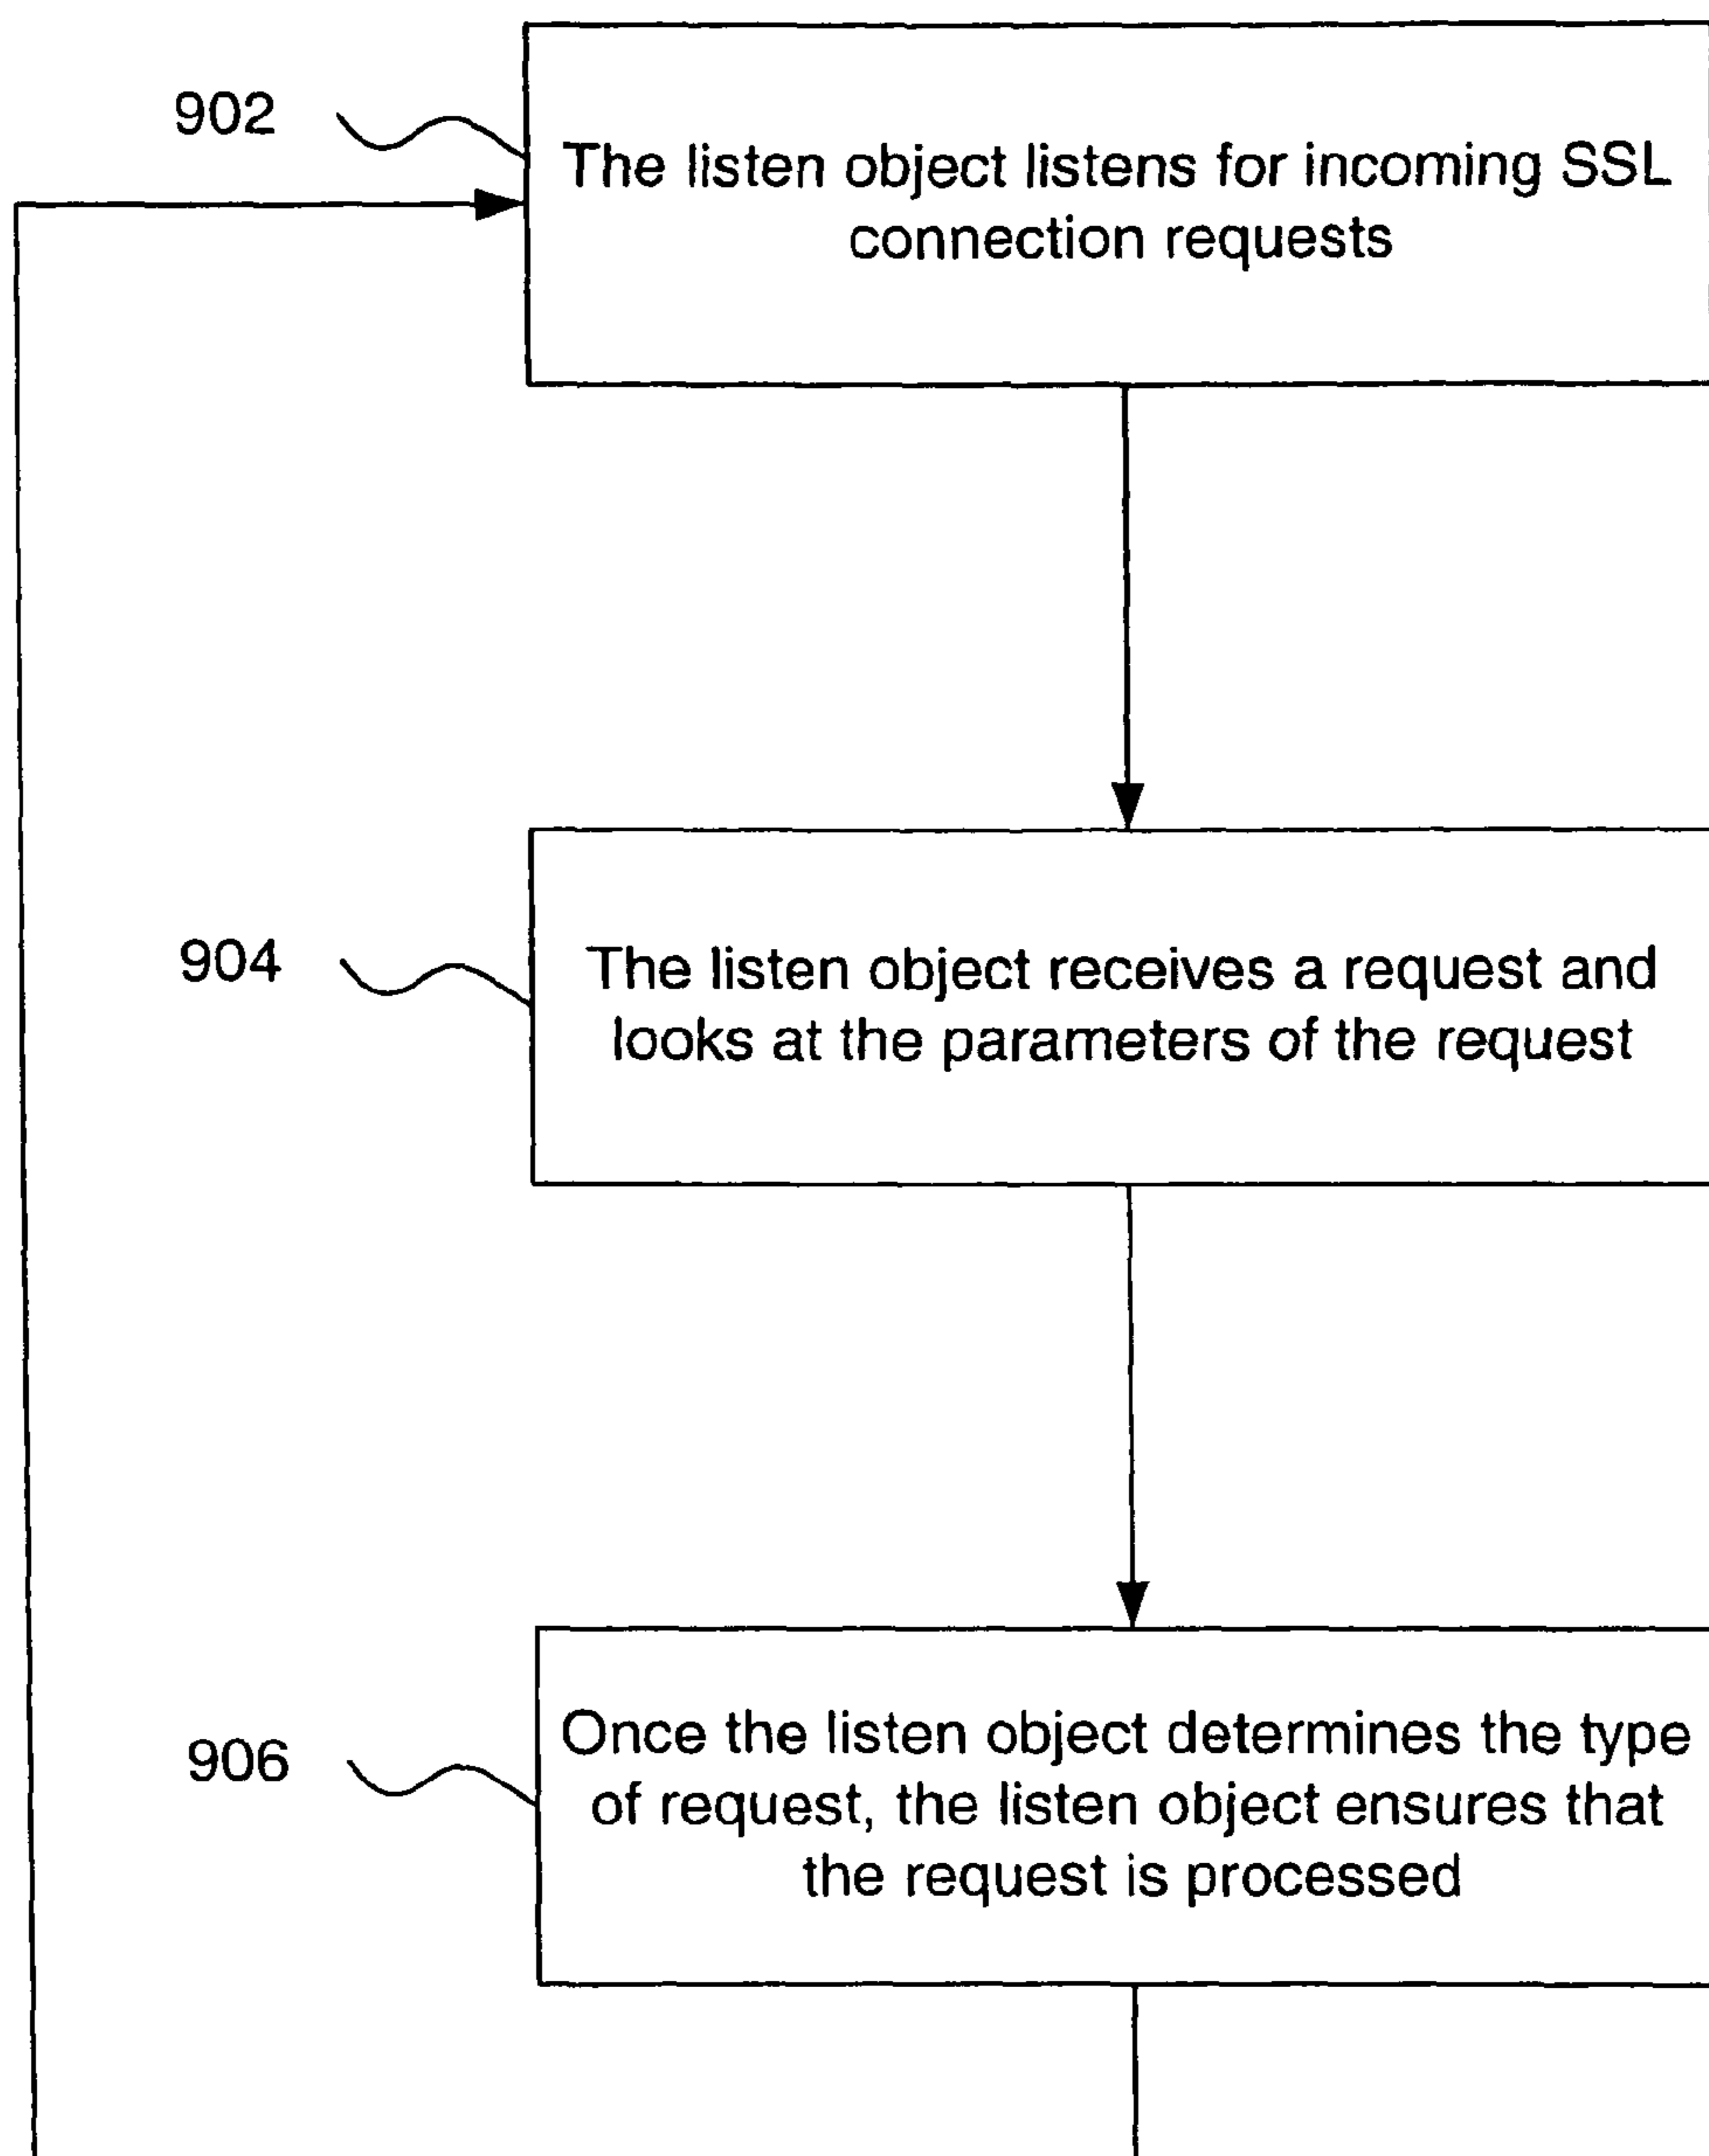 902
The listen object listens for incoming SSL
connection requests
904
The listen object receives a request and
looks at the parameters of the request
906
Once the listen object determines the type
of request, the listen object ensures that
the request is processed